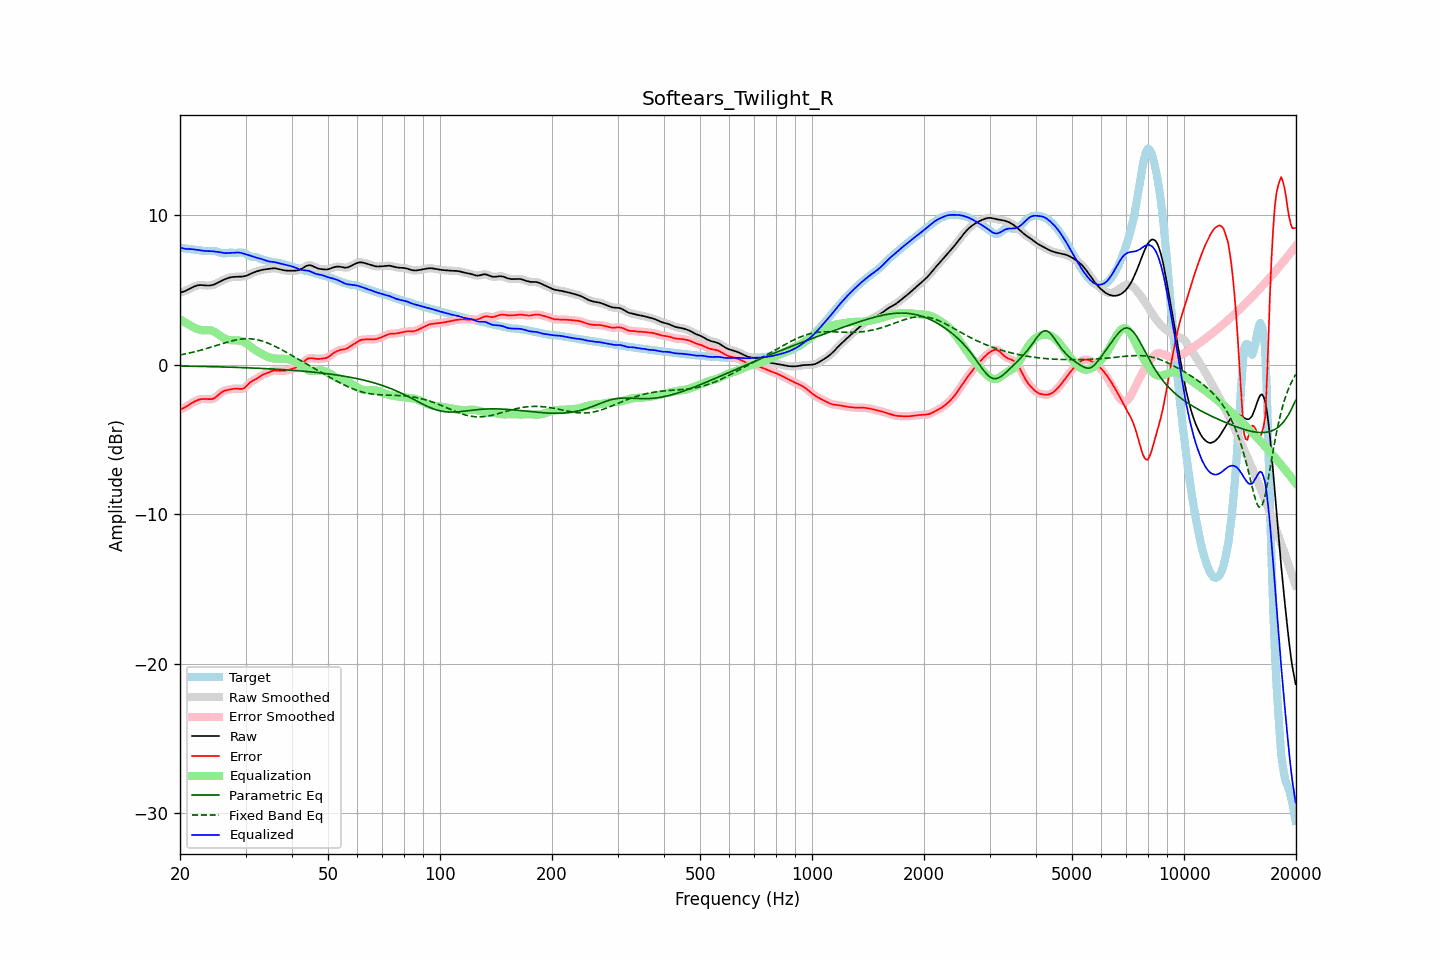 Softears_Twilight_R
Amplitude (dBr)
10
0
−10
−20
−30
Target
Raw Smoothed
Error Smoothed
Raw
Error
Equalization
Parametric Eq
Fixed Band Eq
Equalized
20 50 100 200 500 1000 2000 5000 10000 20000
Frequency (Hz)